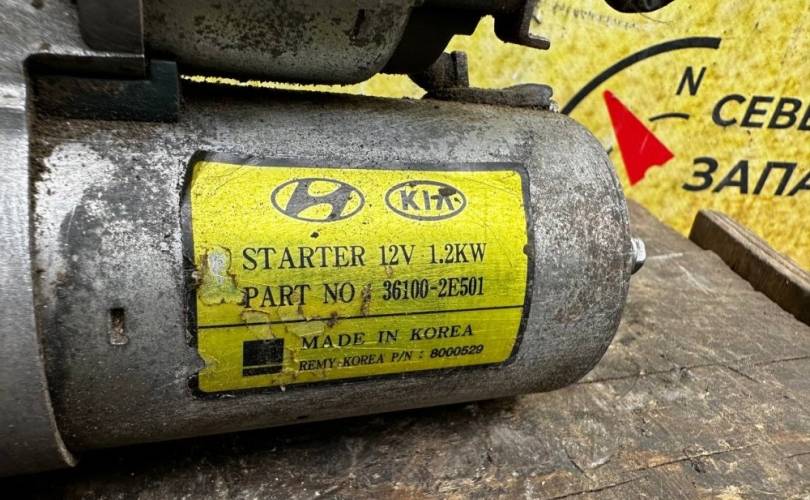 KIA
STARTER 12V 1.2KW
PART NO : 36100-2E501
MADE IN KOREA
REMY KOREA P/N : 8000529
N
СЕВЕ
ЗАПА